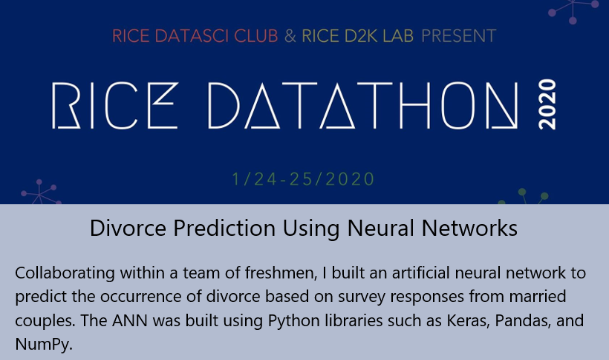 RICE DATASCI CLUB & RICE D2K LAB PRESENT
RICE DATATHON 2020
1/24-25/2020
Divorce Prediction Using Neural Networks
Collaborating within a team of freshmen, I built an artificial neural network to
predict the occurrence of divorce based on survey responses from married
couples. The ANN was built using Python libraries such as Keras, Pandas, and
NumPy.